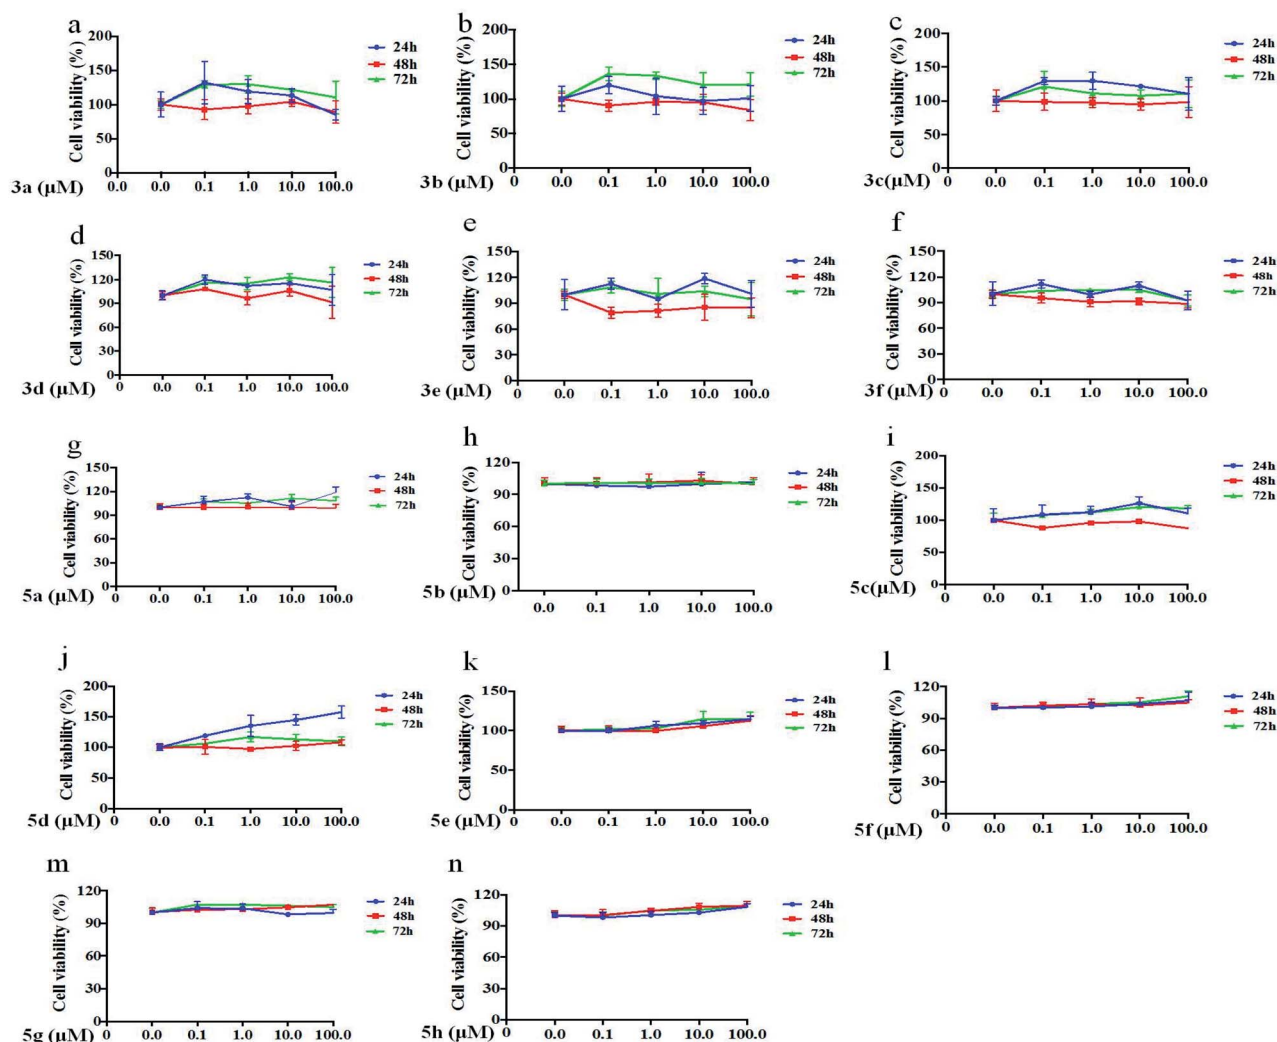 a
Cell viability (%)
200
150
100
50
0
0.0 0.0 0.1 1.0 10.0 100.0
3a (μM)
24h
48h
72h
b
Cell viability (%)
200
150
100
50
0
0 0.0 0.1 1.0 10.0 100.0
3b (μM)
24h
48h
72h
c
Cell viability (%)
200
150
100
50
0
0 0.0 0.1 1.0 10.0 100.0
3c(μM)
24h
48h
72h
d
Cell viability (%)
150
120
90
60
30
0
0 0.0 0.1 1.0 10.0 100.0
3d (μM)
24h
48h
72h
e
Cell viability (%)
150
120
90
60
30
0
0 0.0 0.1 1.0 10.0 100.0
3e (μM)
24h
48h
72h
f
Cell viability (%)
150
120
90
60
30
0
0 0.0 0.1 1.0 10.0 100.0
3f (μM)
24h
48h
72h
g
Cell viability (%)
150
120
90
60
30
0
0 0.0 0.1 1.0 10.0 100.0
5a (μM)
24h
48h
72h
h
Cell viability (%)
120
90
60
30
0
0.0 0.1 1.0 10.0 100.0
5b (μM)
24h
48h
72h
i
Cell viability (%)
200
150
100
50
0
0 0.0 0.1 1.0 10.0 100.0
5c(μM)
24h
48h
72h
j
Cell viability (%)
200
150
100
50
0
0 0.0 0.1 1.0 10.0 100.0
5d (μM)
24h
48h
72h
k
Cell viability (%)
150
100
50
0
0 0.0 0.1 1.0 10.0 100.0
5e (μM)
24h
48h
72h
l
Cell viability (%)
120
90
60
30
0
0 0.0 0.1 1.0 10.0 100.0
5f (μM)
24h
48h
72h
m
Cell viability (%)
120
90
60
30
0
0 0.0 0.1 1.0 10.0 100.0
5g (μM)
24h
48h
72h
n
Cell viability (%)
120
90
60
30
0
0 0.0 0.1 1.0 10.0 100.0
5h (μM)
24h
48h
72h